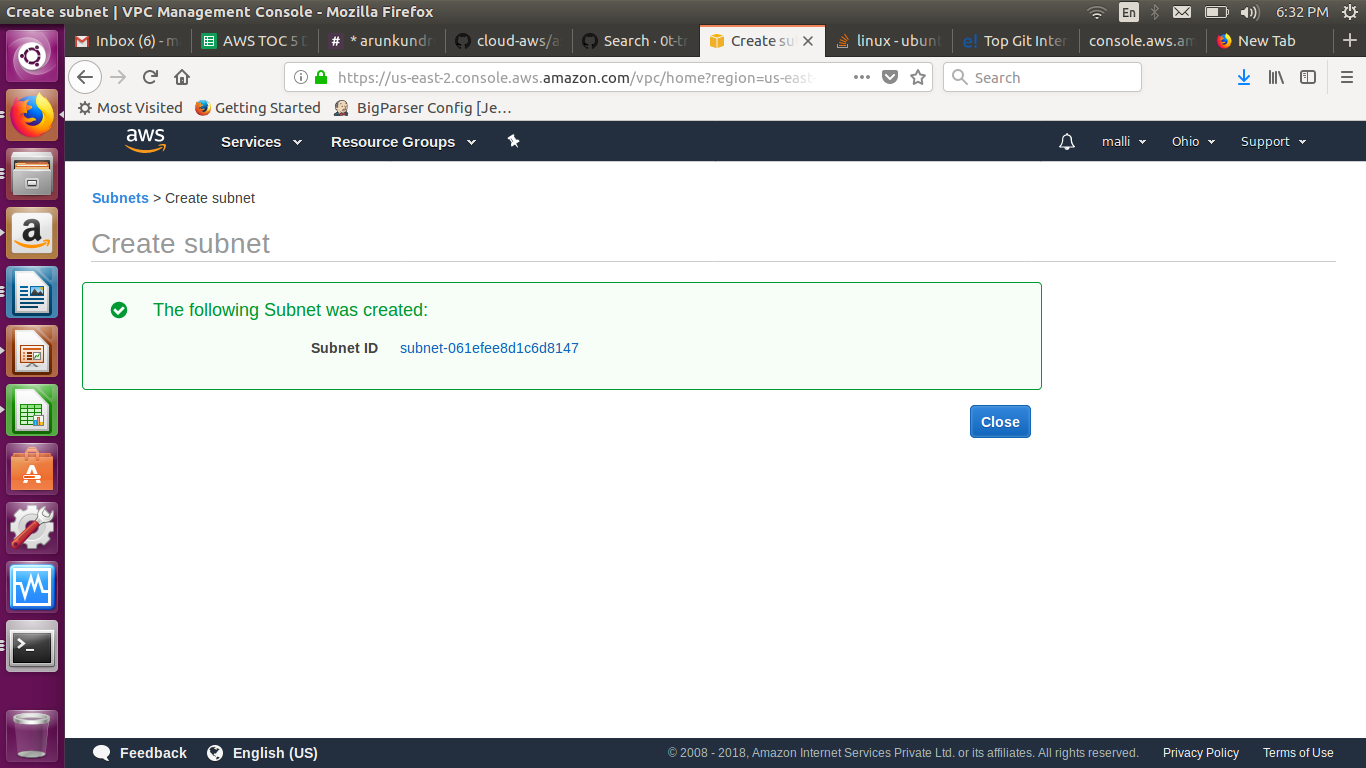 Create subnet | VPC Management Console - Mozilla Firefox
En
6:32 PM
Inbox (6) - m
AWS TOC 5 D
* arunkundr
cloud-aws/a
Search · 0t-tr
Create su
linux - ubunt
Top Git Inter
console.aws.am
New Tab
https://us-east-2.console.aws.amazon.com/vpc/home?region=us-east
Search
Most Visited
Getting Started
BigParser Config [Je...
aws
Services
Resource Groups
malli
Ohio
Support
Subnets > Create subnet
Create subnet
The following Subnet was created:
Subnet ID subnet-061efee8d1c6d8147
Close
Feedback
English (US)
© 2008 - 2018, Amazon Internet Services Private Ltd. or its affiliates. All rights reserved.
Privacy Policy
Terms of Use